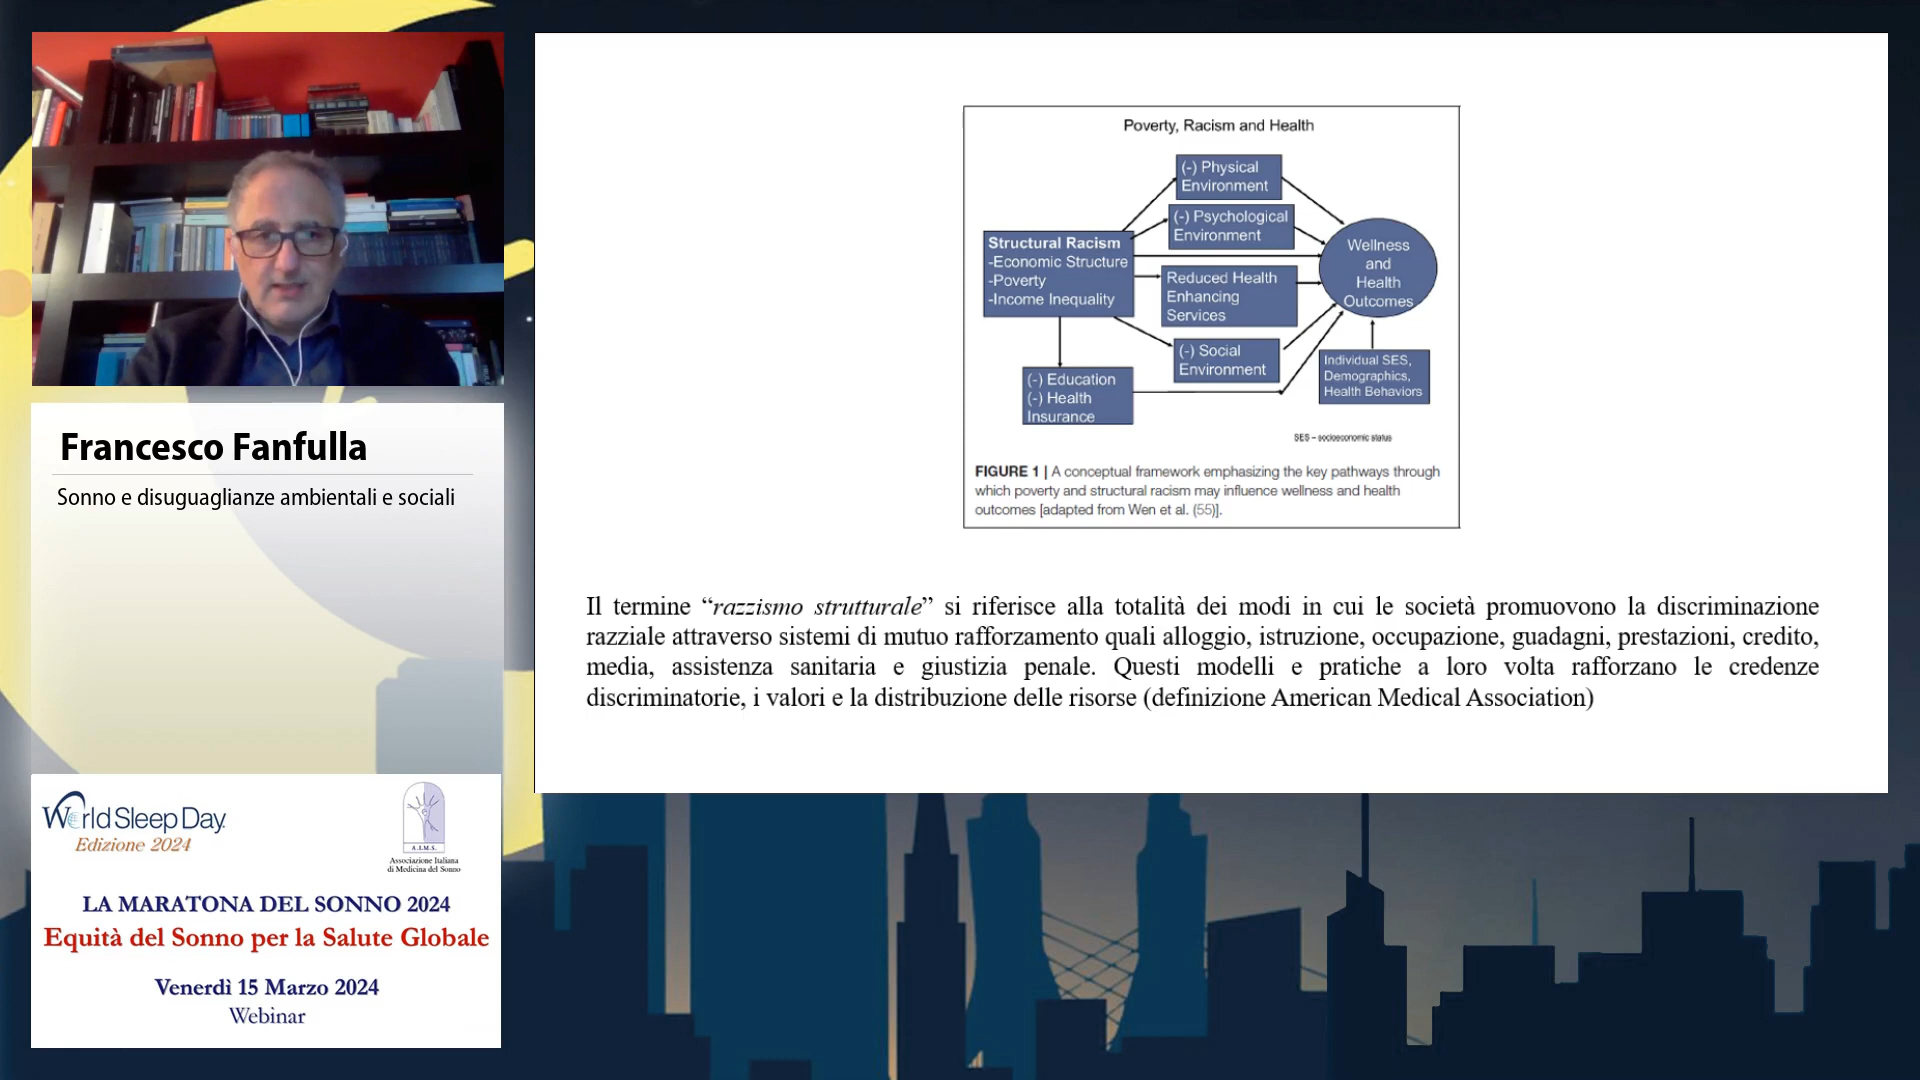 Francesco Fanfulla
Sonno e disuguaglianze ambientali e sociali
World Sleep Day
Edizione 2024
A.I.M.S.
Associazione Italiana
di Medicina del Sonno
LA MARATONA DEL SONNO 2024
Equità del Sonno per la Salute Globale
Venerdì 15 Marzo 2024
Webinar
Poverty, Racism and Health
(-) Physical
Environment
(-) Psychological
Environment
Structural Racism
-Economic Structure
-Poverty
-Income Inequality
Reduced Health
Enhancing
Services
(-) Social
Environment
(-) Education
(-) Health
Insurance
Wellness
and
Health
Outcomes
Individual SES,
Demographics,
Health Behaviors
SES – socioeconomic status
FIGURE 1 | A conceptual framework emphasizing the key pathways through
which poverty and structural racism may influence wellness and health
outcomes [adapted from Wen et al. (55)].
Il termine “razzismo strutturale” si riferisce alla totalità dei modi in cui le società promuovono la discriminazione
razziale attraverso sistemi di mutuo rafforzamento quali alloggio, istruzione, occupazione, guadagni, prestazioni, credito,
media, assistenza sanitaria e giustizia penale. Questi modelli e pratiche a loro volta rafforzano le credenze
discriminatorie, i valori e la distribuzione delle risorse (definizione American Medical Association)